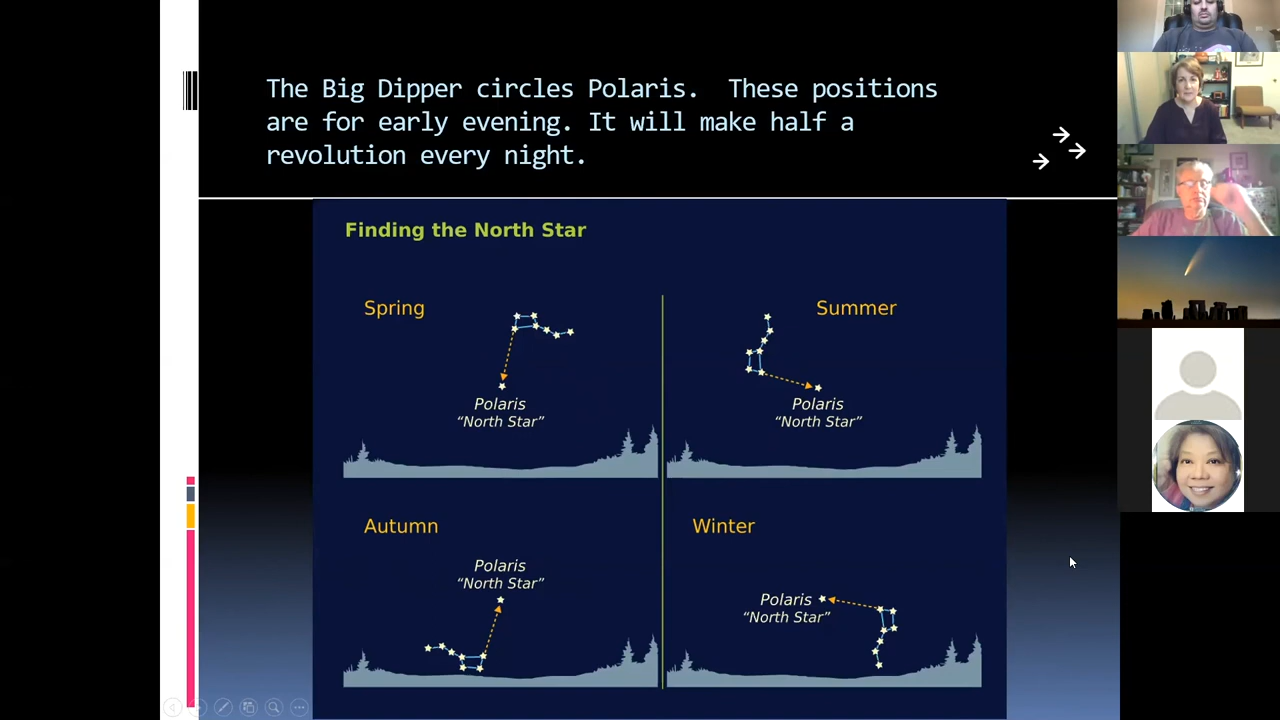 The Big Dipper circles Polaris.  These positions
are for early evening. It will make half a
revolution every night.
Finding the North Star
Spring
Polaris
“North Star”
Summer
Polaris
“North Star”
Autumn
Polaris
“North Star”
Winter
Polaris
“North Star”